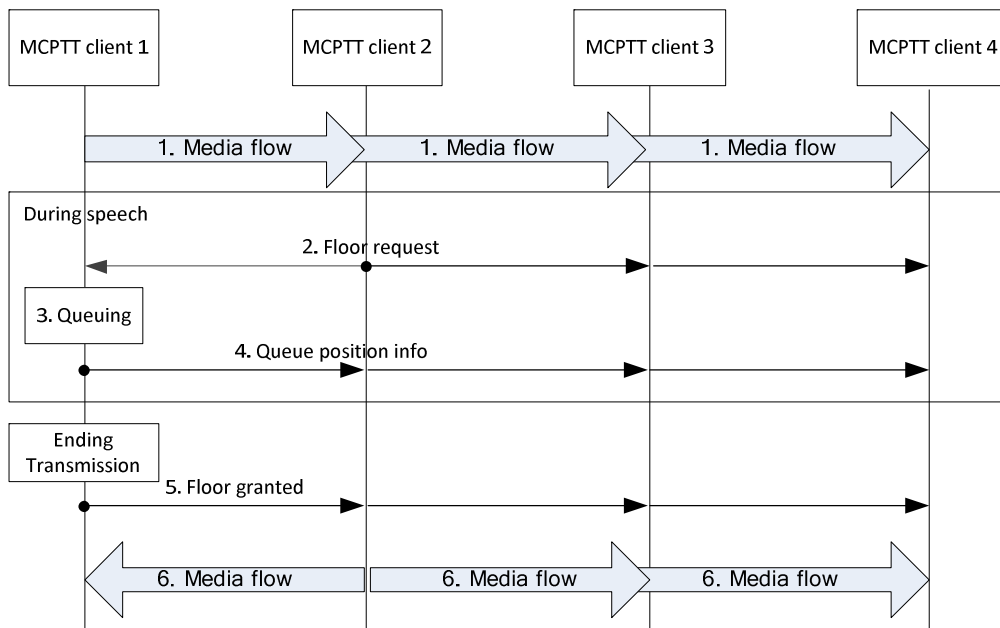 MCPTT client 1
MCPTT client 2
MCPTT client 3
MCPTT client 4
1. Media flow
1. Media flow
1. Media flow
During speech
2. Floor request
3. Queuing
4. Queue position info
Ending
Transmission
5. Floor granted
6. Media flow
6. Media flow
6. Media flow